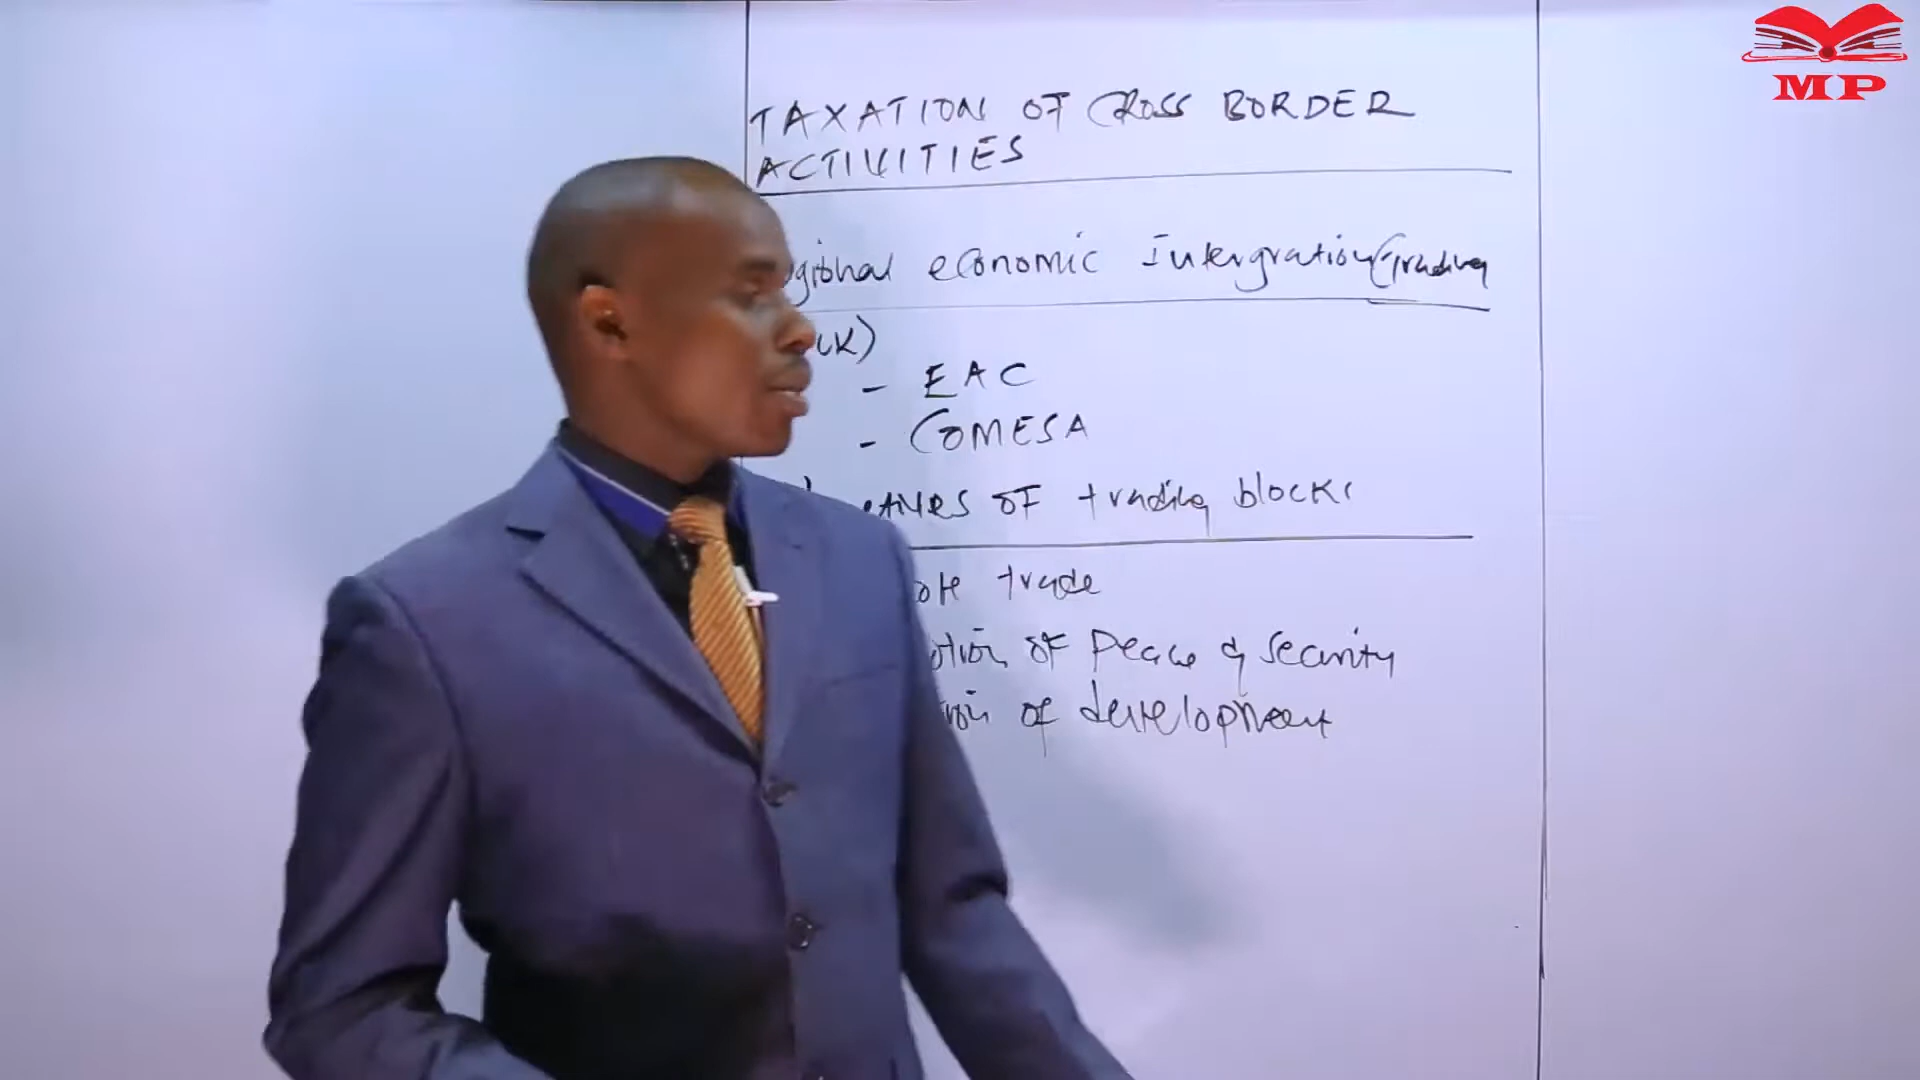 MP
TAXATION OF CROSS BORDER
ACTIVITIES
economic Intergration (trading
- EAC
- COMESA
OF trading blocks
trade
of Peace & security
of development